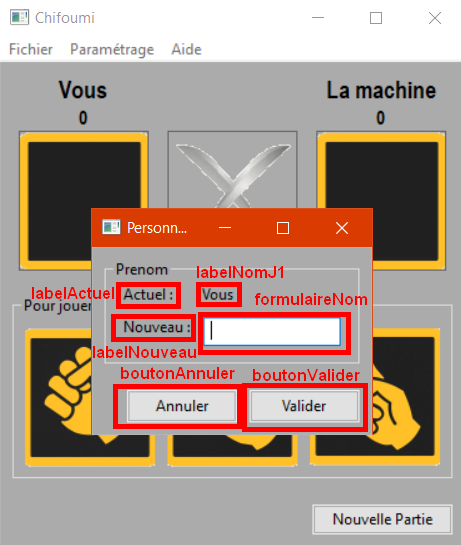 Chifoumi
Fichier Paramétrage Aide
Vous La machine
0 0
Personn...
Prenom
labelNomJ1
labelActuel Actuel : Vous
formulaireNom
Pour jouer
Nouveau :
labelNouveau
boutonAnnuler boutonValider
Annuler Valider
Nouvelle Partie